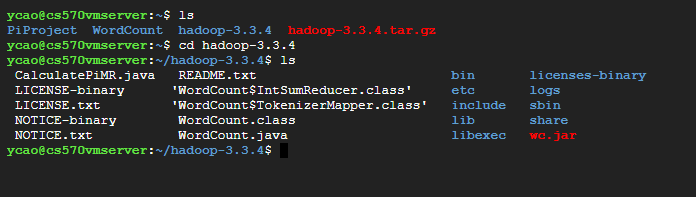 ycao@cs570vmserver:~$ ls
PiProject  WordCount  hadoop-3.3.4  hadoop-3.3.4.tar.gz
ycao@cs570vmserver:~$ cd hadoop-3.3.4
ycao@cs570vmserver:~/hadoop-3.3.4$ ls
CalculatePiMR.java   README.txt                       bin       licenses-binary
LICENSE-binary      'WordCount$IntSumReducer.class'   etc       logs
LICENSE.txt         'WordCount$TokenizerMapper.class'   include   sbin
NOTICE-binary        WordCount.class                  lib       share
NOTICE.txt           WordCount.java                   libexec   wc.jar
ycao@cs570vmserver:~/hadoop-3.3.4$